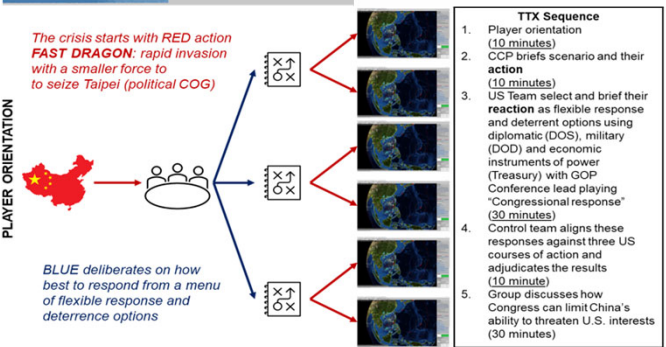 PLAYER ORIENTATION
The crisis starts with RED action
FAST DRAGON: rapid invasion
with a smaller force to
to seize Taipei (political COG)
BLUE deliberates on how
best to respond from a menu
of flexible response and
deterrence options
TTX Sequence
1. Player orientation
(10 minutes)
2. CCP briefs scenario and their
action
(10 minutes)
3. US Team select and brief their
reaction as flexible response
and deterrent options using
diplomatic (DOS), military
(DOD) and economic
instruments of power
(Treasury) with GOP
Conference lead playing
“Congressional response”
(30 minutes)
4. Control team aligns these
responses against three US
courses of action and
adjudicates the results
(10 minute)
5. Group discusses how
Congress can limit China’s
ability to threaten U.S. interests
(30 minutes)